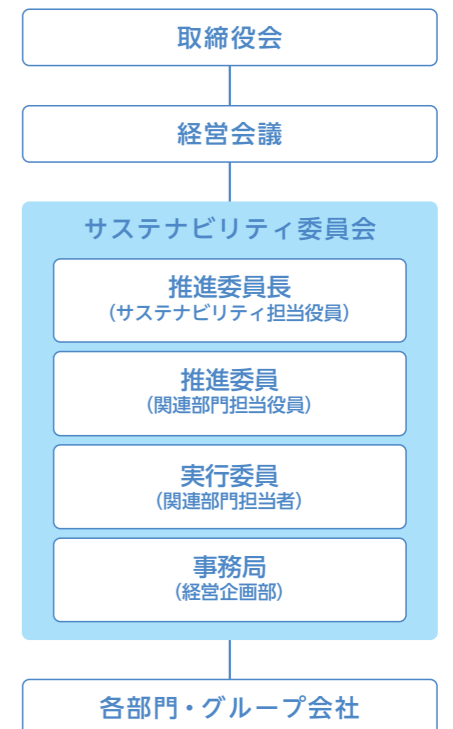 取締役会
経営会議
サステナビリティ委員会
推進委員長
（サステナビリティ担当役員）
推進委員
（関連部門担当役員）
実行委員
（関連部門担当者）
事務局
（経営企画部）
各部門・グループ会社